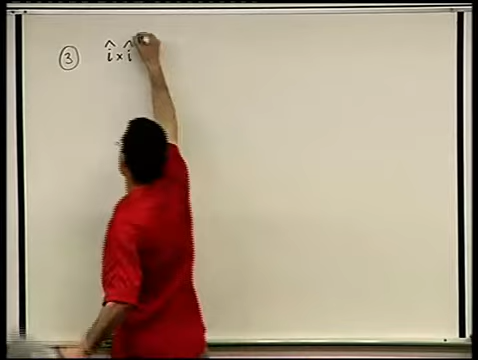 ③ î × î